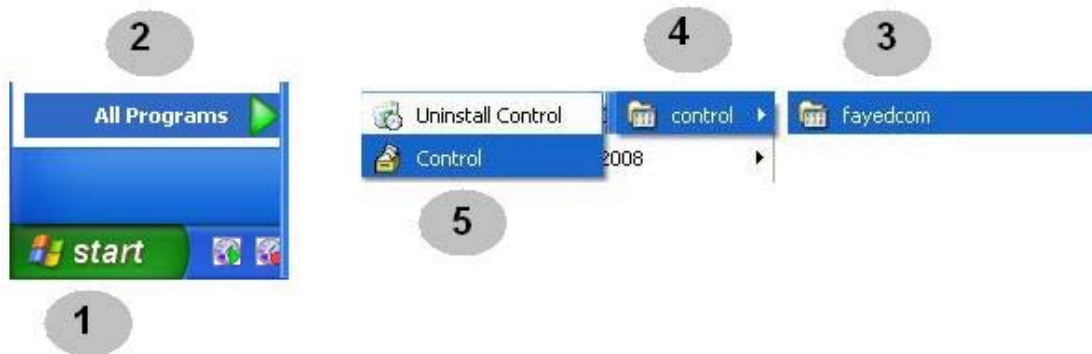 2
4
3
All Programs
Uninstall Control
control
fayedcom
Control
2008
5
start
1